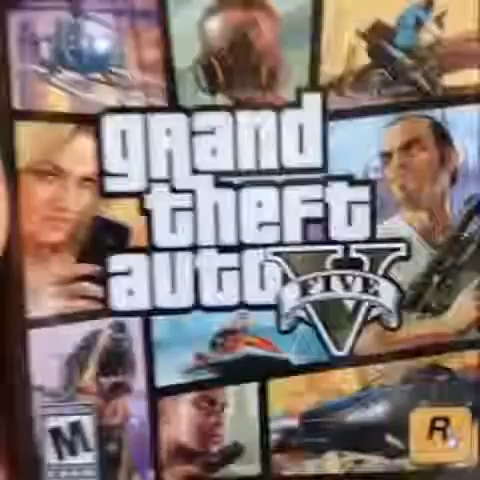 grand
theft
auto V
FIVE
M
R